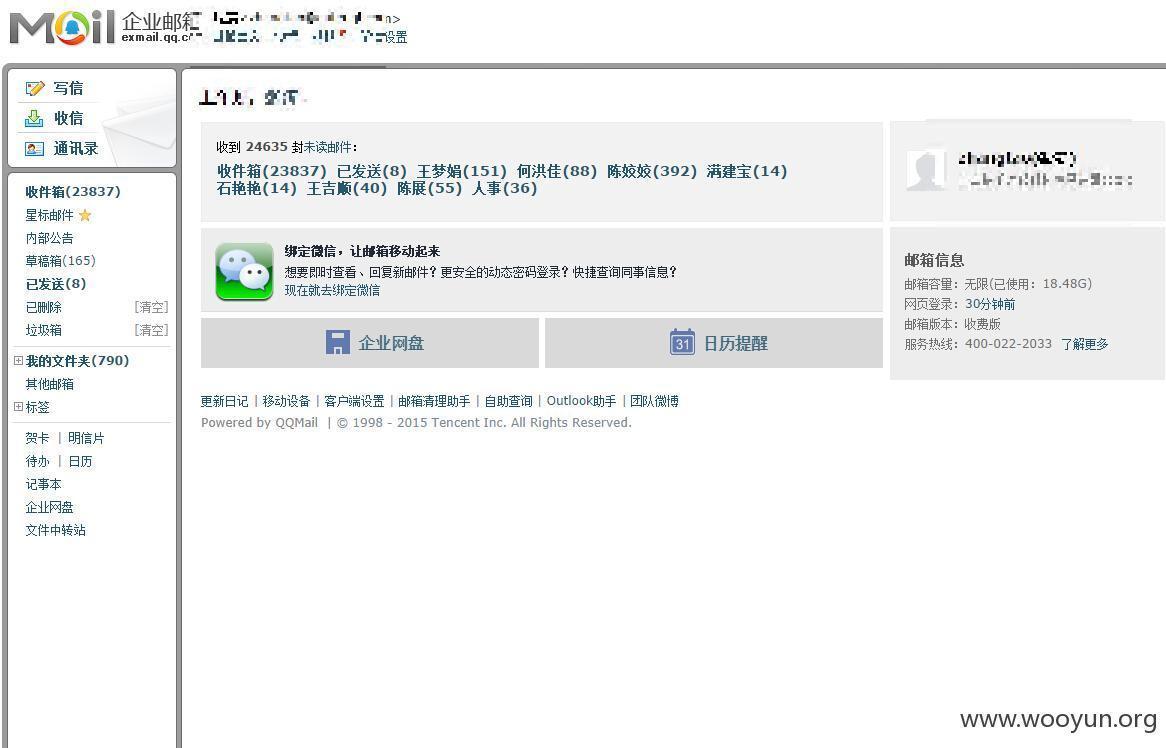 Mail 企业邮箱
exmail.qq.c
设置
写信
收信
通讯录
收件箱(23837)
星标邮件
内部公告
草稿箱(165)
已发送(8)
已删除 [清空]
垃圾箱 [清空]
我的文件夹(790)
其他邮箱
标签
贺卡 | 明信片
待办 | 日历
记事本
企业网盘
文件中转站
收到 24635 封未读邮件：
收件箱(23837) 已发送(8) 王梦娟(151) 何洪佳(88) 陈姣姣(392) 满建宝(14)
石艳艳(14) 王吉顺(40) 陈展(55) 人事(36)
绑定微信，让邮箱移动起来
想要即时查看、回复新邮件？更安全的动态密码登录？快捷查询同事信息？
现在就去绑定微信
企业网盘
31 日历提醒
邮箱信息
邮箱容量：无限(已使用：18.48G)
网页登录：30分钟前
邮箱版本：收费版
服务热线：400-022-2033 了解更多
更新日记 | 移动设备 | 客户端设置 | 邮箱清理助手 | 自助查询 | Outlook助手 | 团队微博
Powered by QQMail | © 1998 - 2015 Tencent Inc. All Rights Reserved.
www.wooyun.org